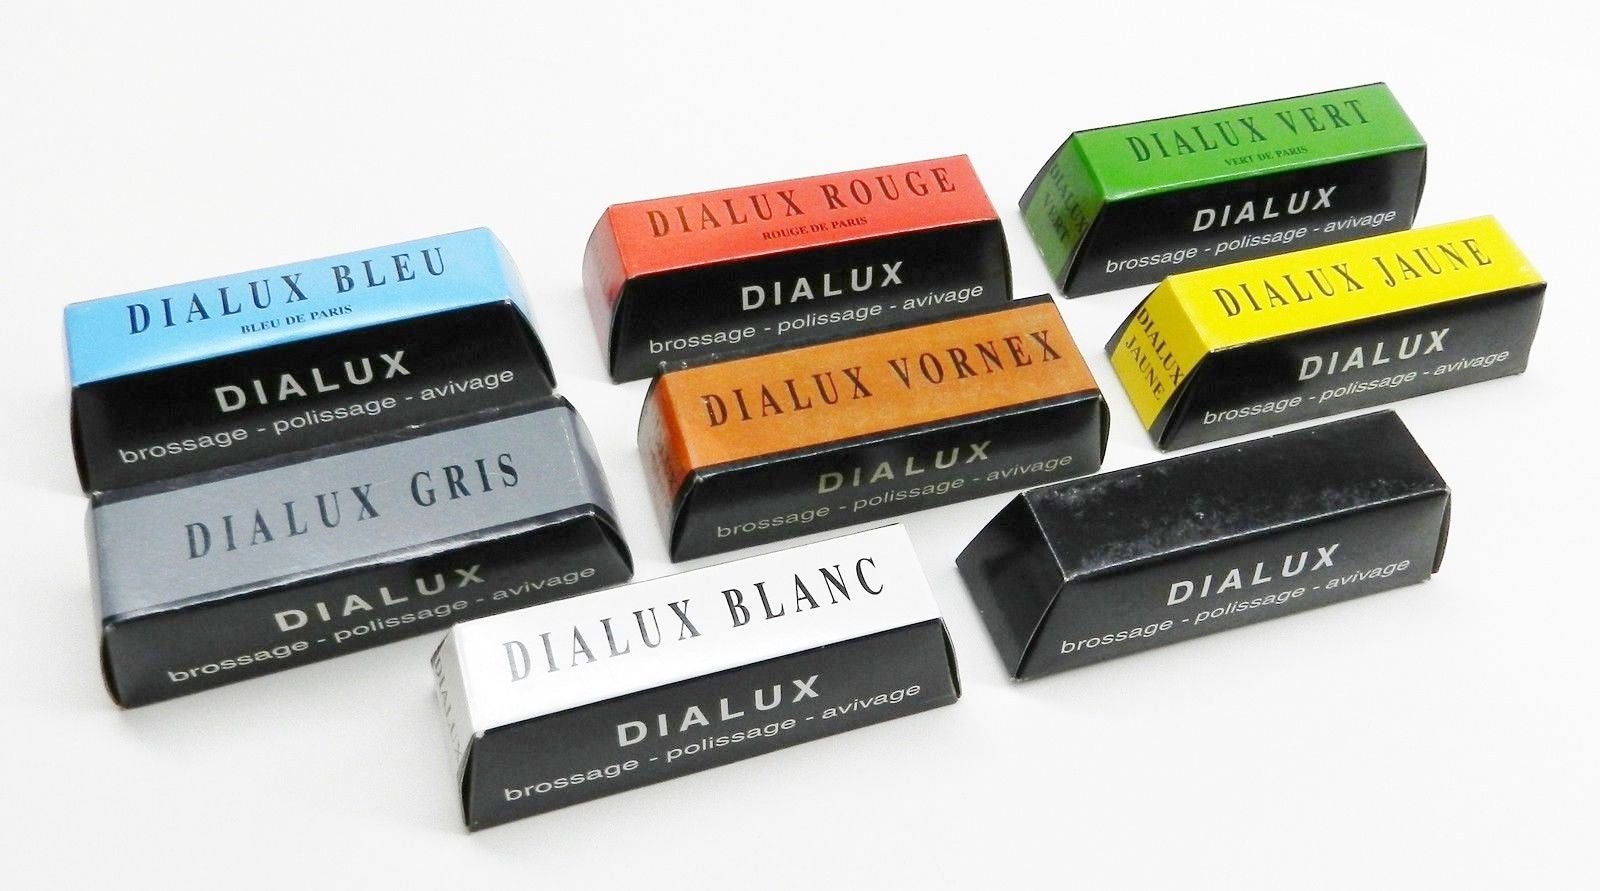 DIALUX BLEU
BLEU DE PARIS
DIALUX
brossage - polissage - avivage
DIALUX ROUGE
ROUGE DE PARIS
DIALUX
brossage - polissage - avivage
DIALUX VERT
VERT DE PARIS
DIALUX
VERT
DIALUX
brossage - polissage - avivage
DIALUX GRIS
DIALUX
brossage - polissage - avivage
DIALUX VORNEX
DIALUX
brossage - polissage - avivage
DIALUX JAUNE
DIALUX
JAUNE
DIALUX
brossage - polissage - avivage
DIALUX BLANC
DIALUX
DIALUX
brossage - polissage - avivage
DIALUX
brossage - polissage - avivage